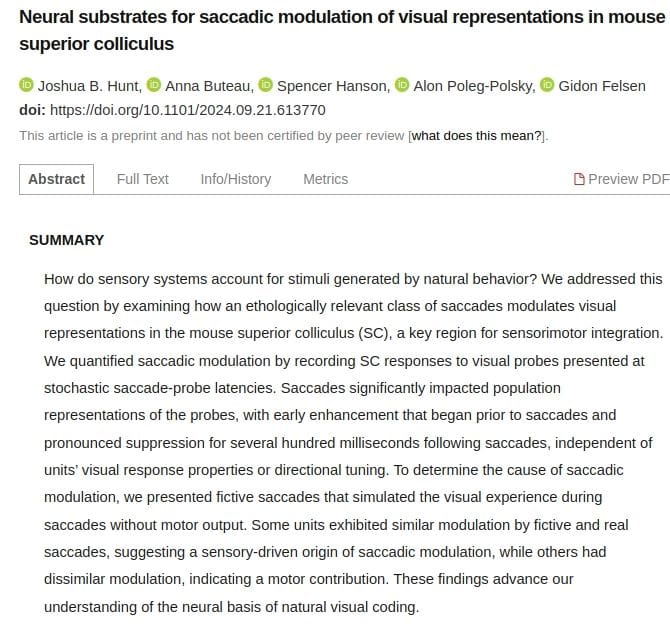 Neural substrates for saccadic modulation of visual representations in mouse
superior colliculus
iD Joshua B. Hunt, iD Anna Buteau, iD Spencer Hanson, iD Alon Poleg-Polsky, iD Gidon Felsen
doi: https://doi.org/10.1101/2024.09.21.613770
This article is a preprint and has not been certified by peer review [what does this mean?].
Abstract Full Text Info/History Metrics Preview PDF
SUMMARY
How do sensory systems account for stimuli generated by natural behavior? We addressed this
question by examining how an ethologically relevant class of saccades modulates visual
representations in the mouse superior colliculus (SC), a key region for sensorimotor integration.
We quantified saccadic modulation by recording SC responses to visual probes presented at
stochastic saccade-probe latencies. Saccades significantly impacted population
representations of the probes, with early enhancement that began prior to saccades and
pronounced suppression for several hundred milliseconds following saccades, independent of
units’ visual response properties or directional tuning. To determine the cause of saccadic
modulation, we presented fictive saccades that simulated the visual experience during
saccades without motor output. Some units exhibited similar modulation by fictive and real
saccades, suggesting a sensory-driven origin of saccadic modulation, while others had
dissimilar modulation, indicating a motor contribution. These findings advance our
understanding of the neural basis of natural visual coding.